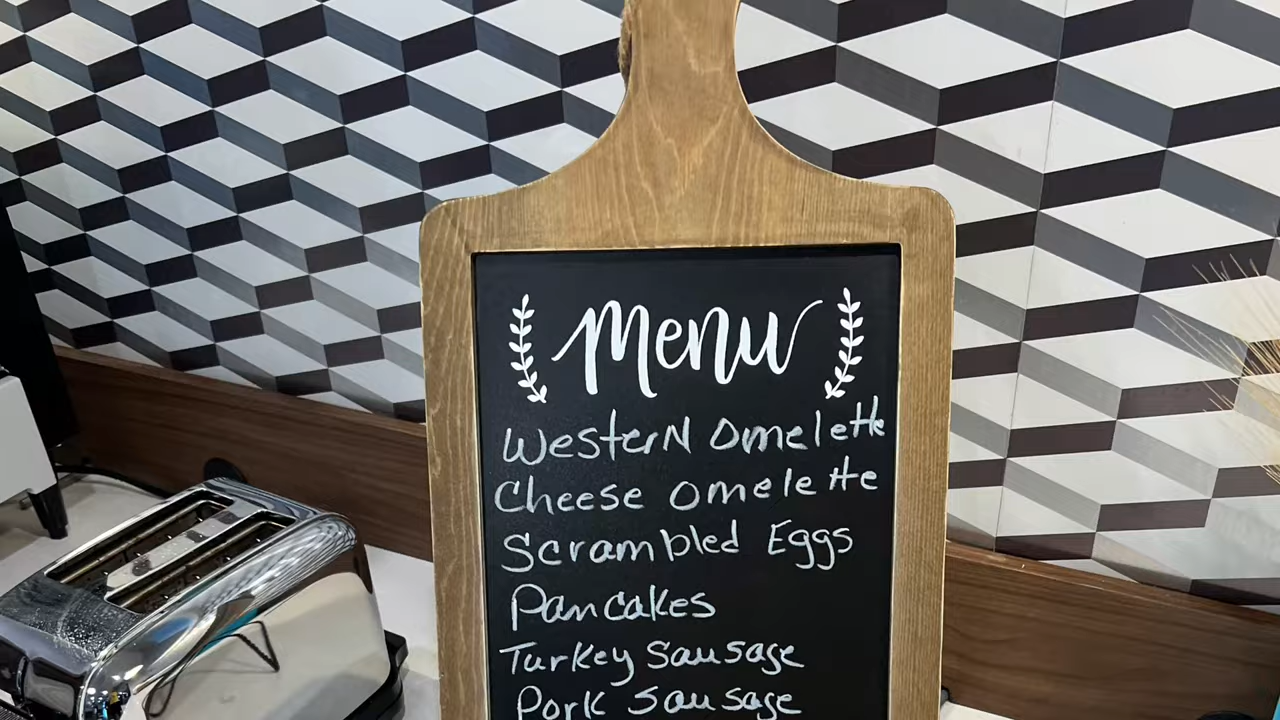 Menu
Western Omelette
Cheese Omelette
Scrambled Eggs
Pancakes
Turkey Sausage
Pork Sausage